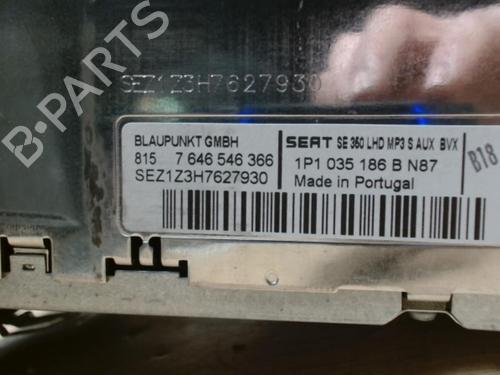 SEZ1Z3H7627930
BLAUPUNKT GMBH
815 7 646 546 366
SEZ1Z3H7627930
SEAT SE 360 LHD MP3 S AUX BVX
1P1 035 186 B N87
Made in Portugal
B18